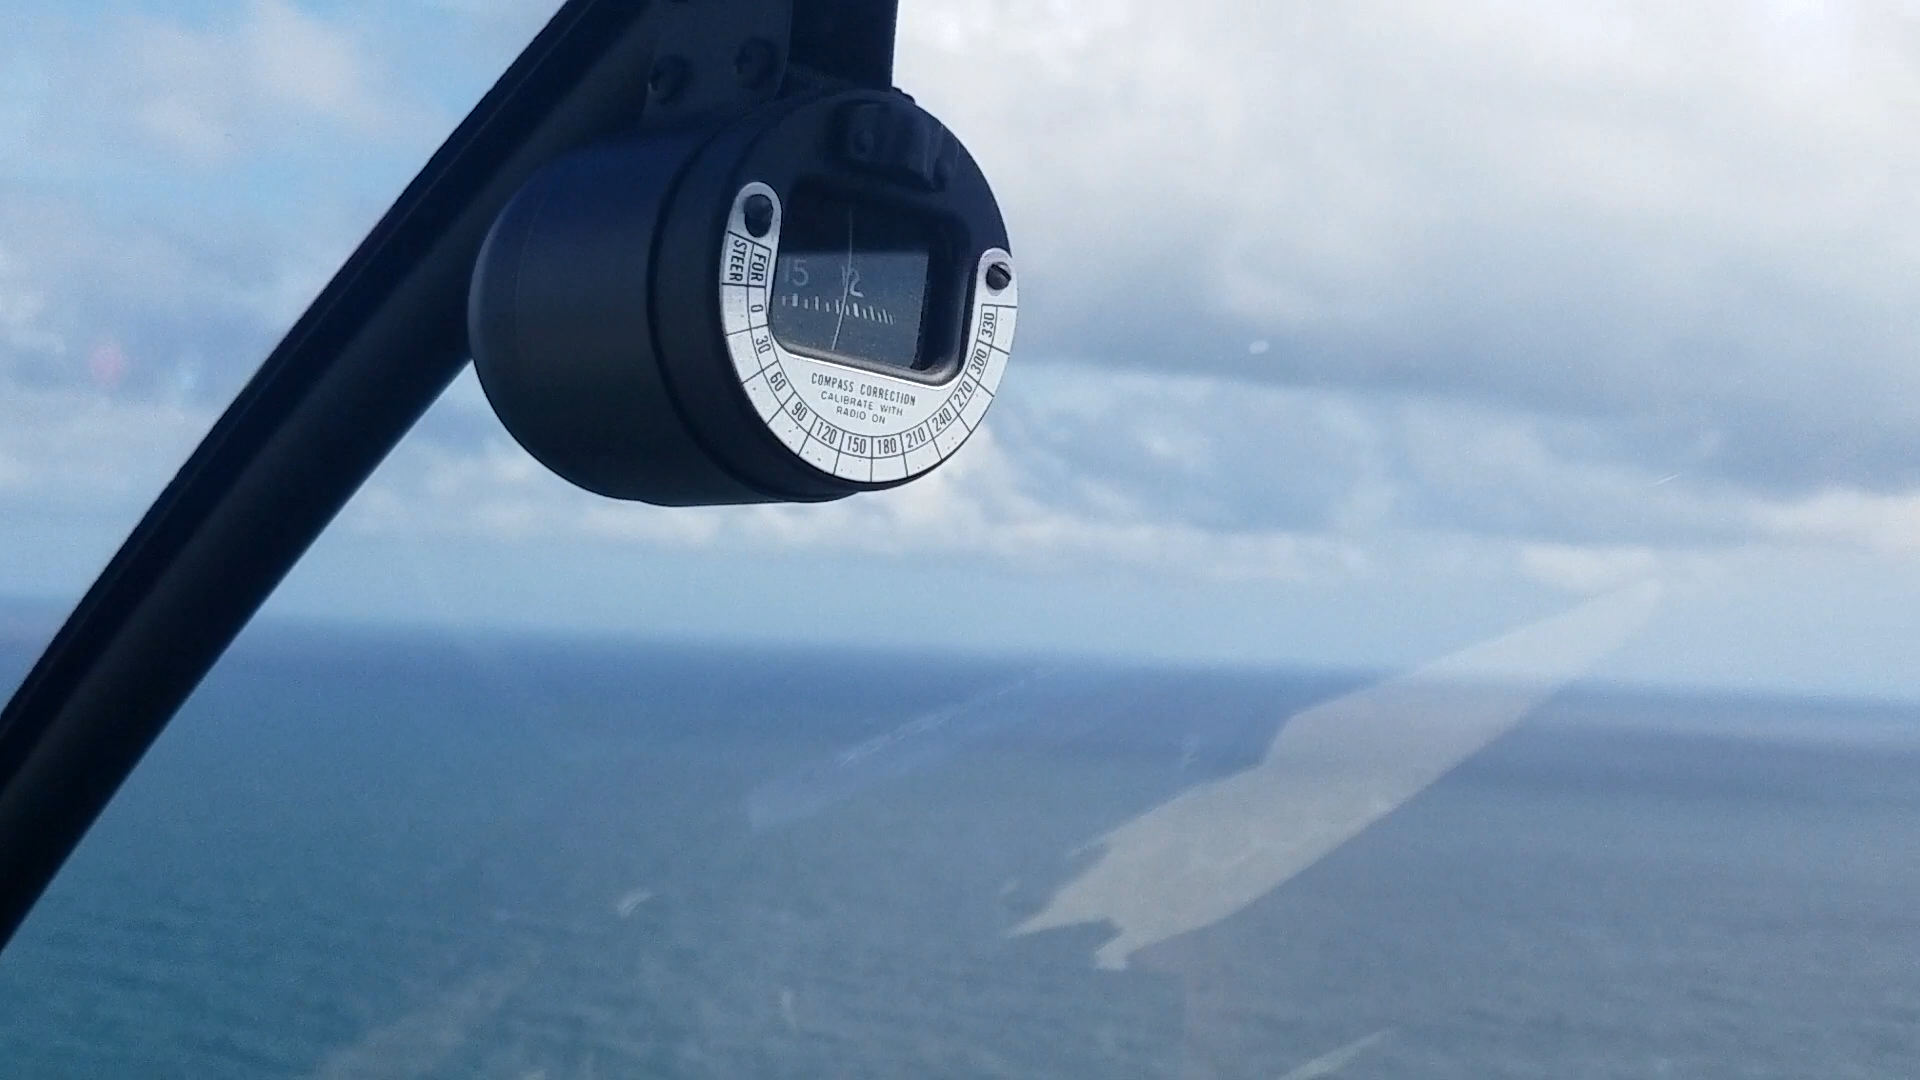 15 12
FOR
STEER
0 30 60 90 120 150 180 210 240 270 300 330
COMPASS CORRECTION
CALIBRATE WITH
RADIO ON